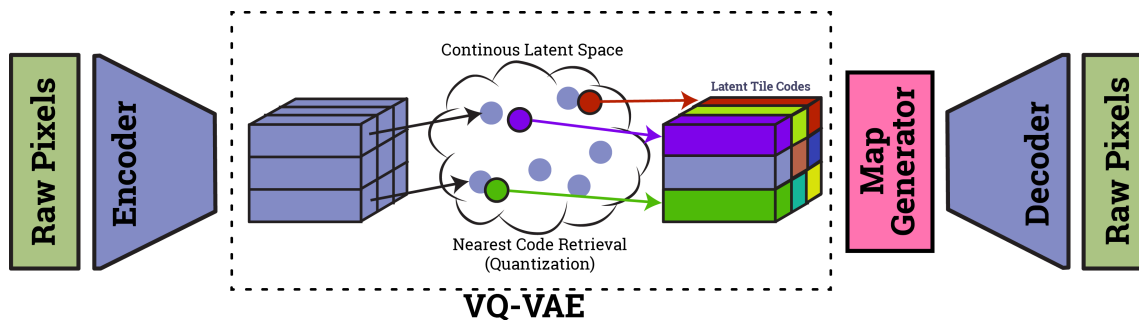 Raw Pixels
Encoder
Continous Latent Space
Latent Tile Codes
Nearest Code Retrieval
(Quantization)
VQ-VAE
Map
Generator
Decoder
Raw Pixels